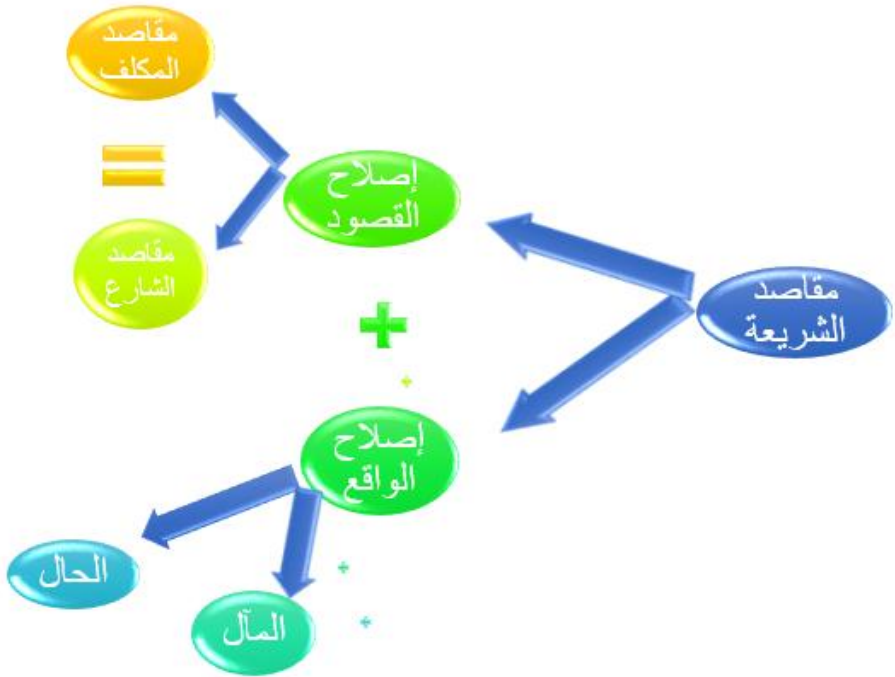 مقاصد
الشريعة
إصلاح
القصود
مقاصد
المكلف
=
مقاصد
الشارع
+
إصلاح
الواقع
الحال
المآل